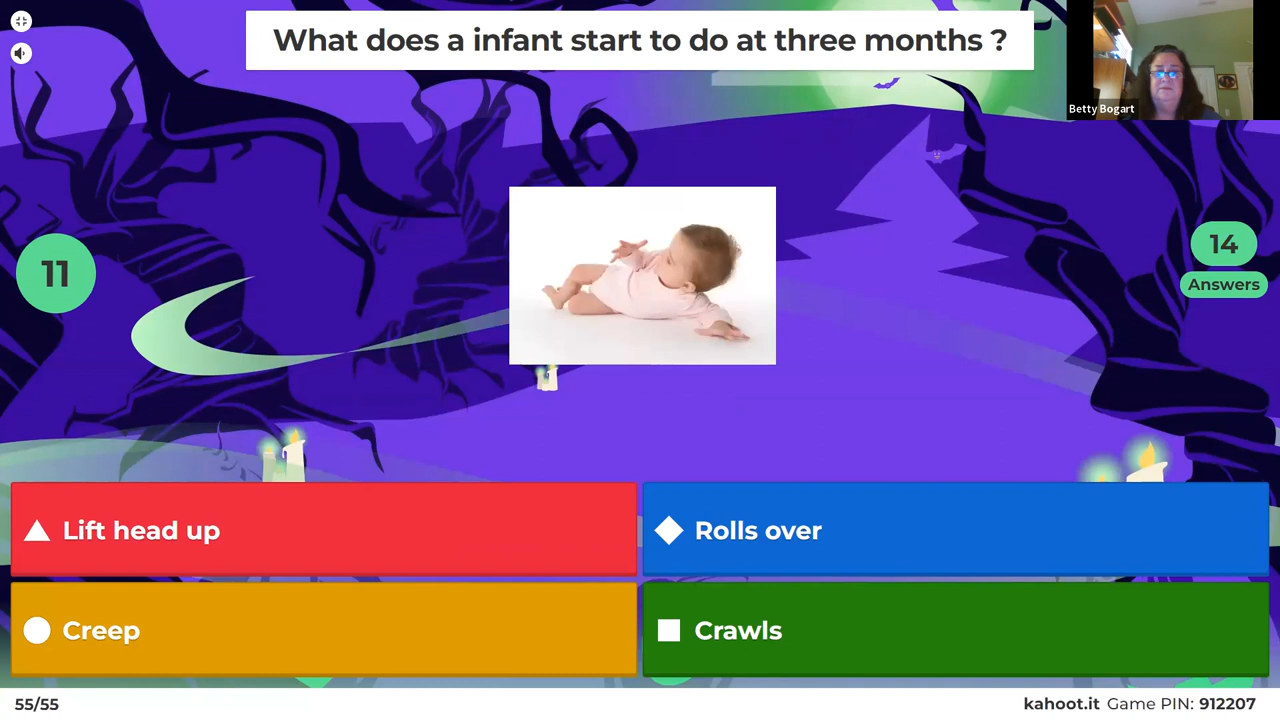 What does a infant start to do at three months ?
Betty Bogart
11
14
Answers
Lift head up
Rolls over
Creep
Crawls
55/55
kahoot.it Game PIN: 912207